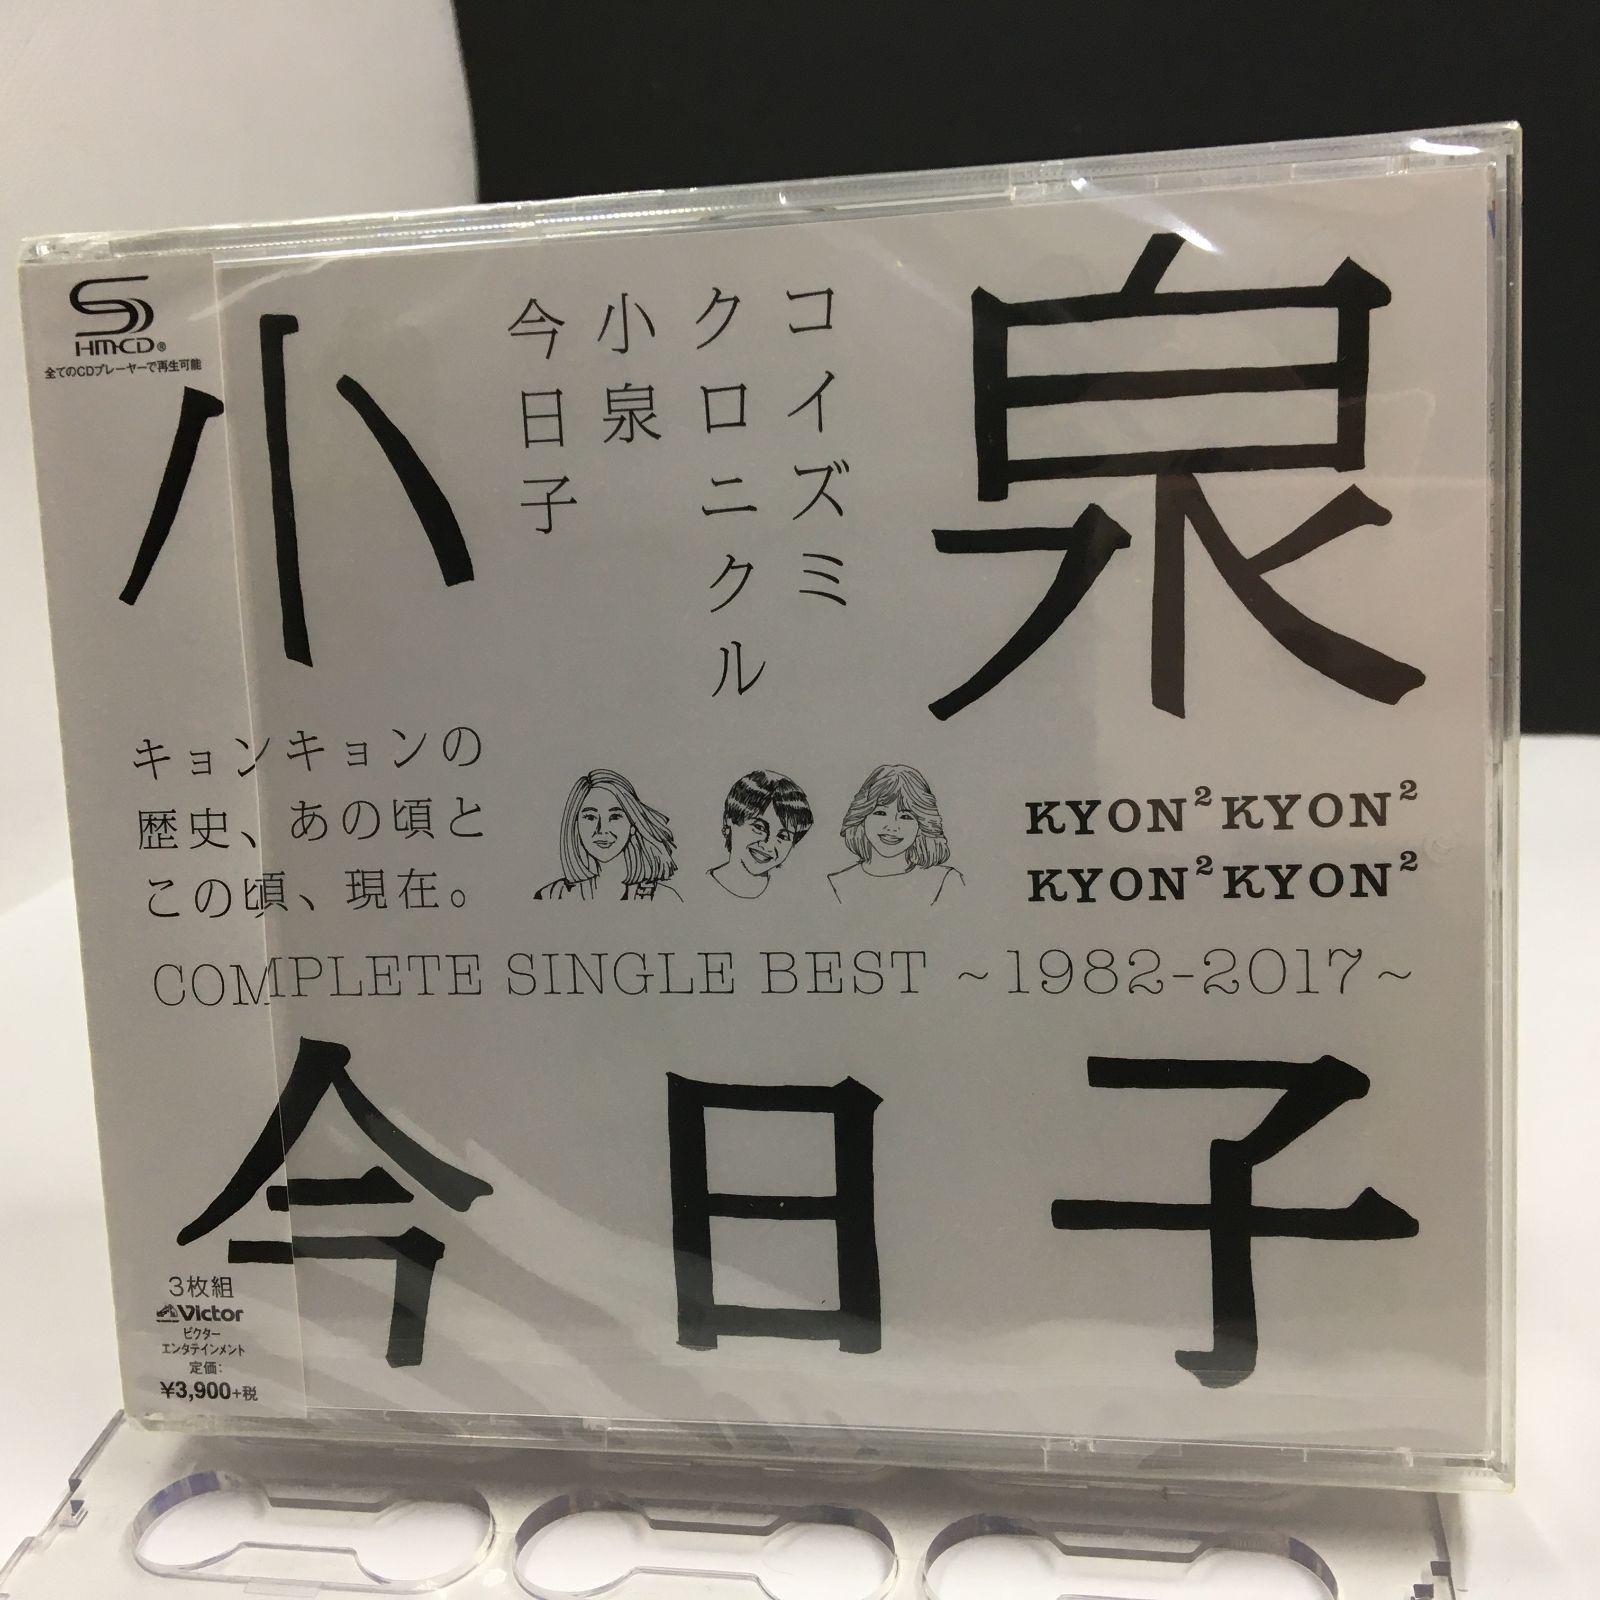 HM-CD®
全てのCDプレーヤーで再生可能
小泉
コイズミ
クロニクル
小泉
今日子
キョンキョンの
歴史、あの頃と
この頃、現在。
KYON²KYON²
KYON²KYON²
COMPLETE SINGLE BEST ~1982-2017~
今日子
3枚組
Victor
ビクター
エンタテインメント
定価:
¥3,900+税